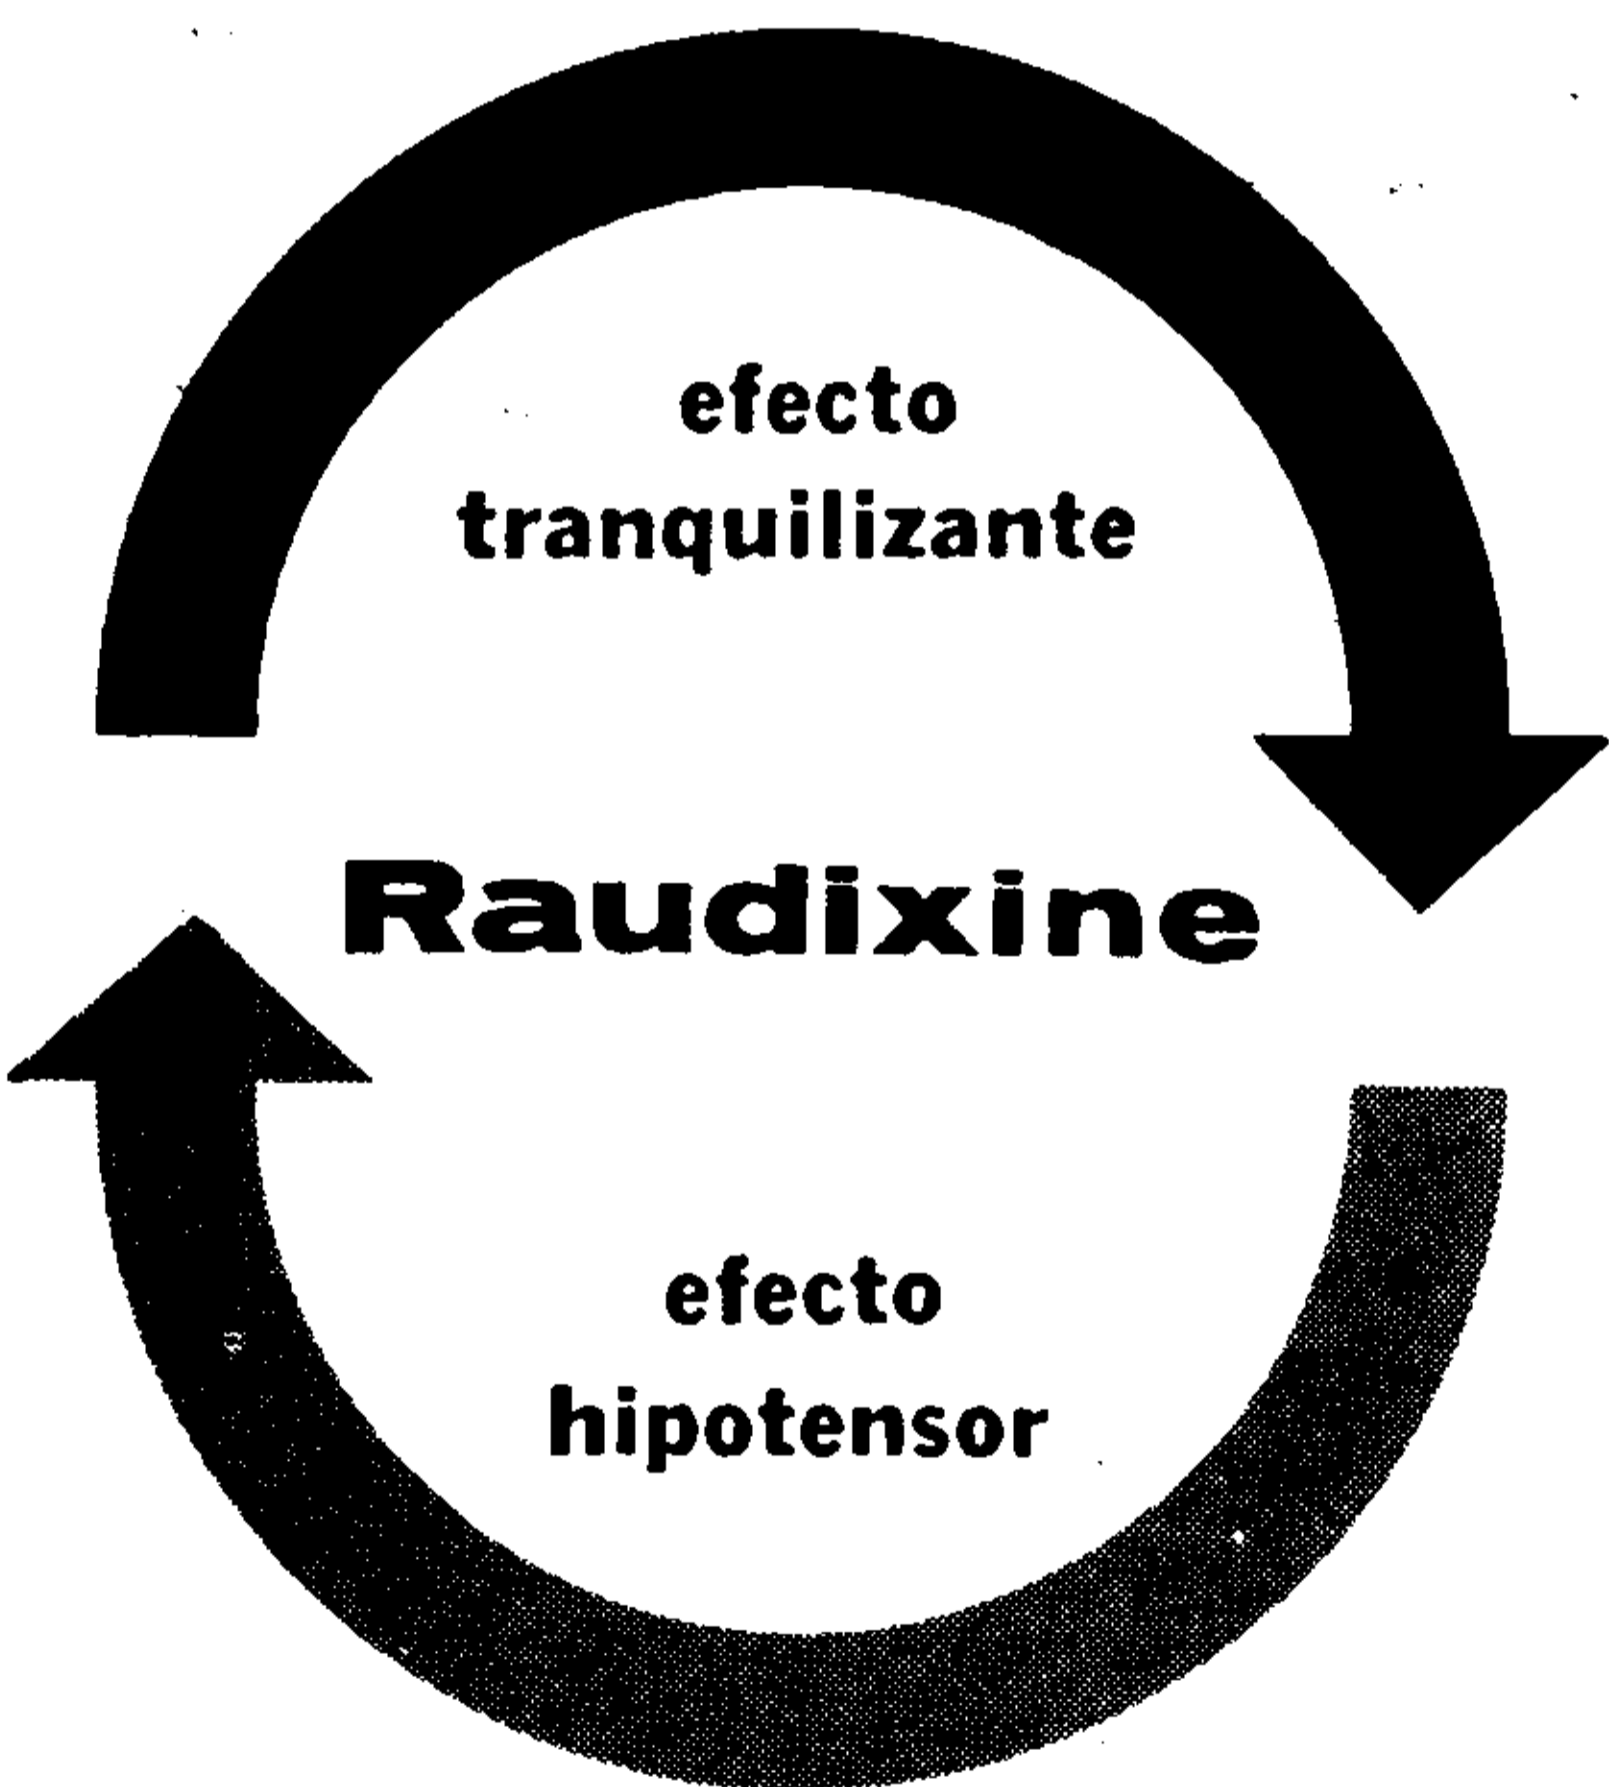 efecto
tranquilizante
Raudixine
efecto
hipotensor